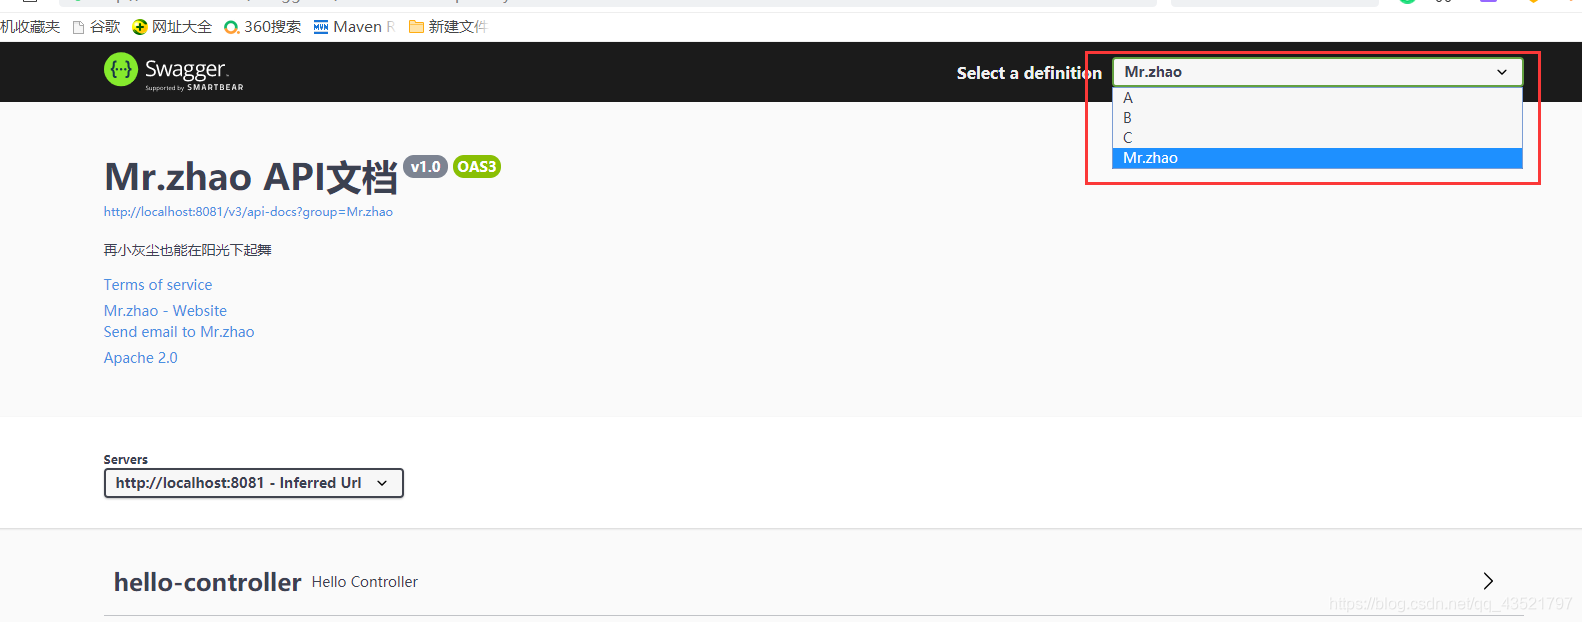 机收藏夹 谷歌 网址大全 360搜索 Maven R 新建文件
Swagger
Supported by SMARTBEAR
Select a definition Mr.zhao
A
B
C
Mr.zhao
Mr.zhao API文档 v1.0 OAS3
http://localhost:8081/v3/api-docs?group=Mr.zhao
再小灰尘也能在阳光下起舞
Terms of service
Mr.zhao - Website
Send email to Mr.zhao
Apache 2.0
Servers
http://localhost:8081 - Inferred Url
hello-controller Hello Controller
https://blog.csdn.net/qq_43521797